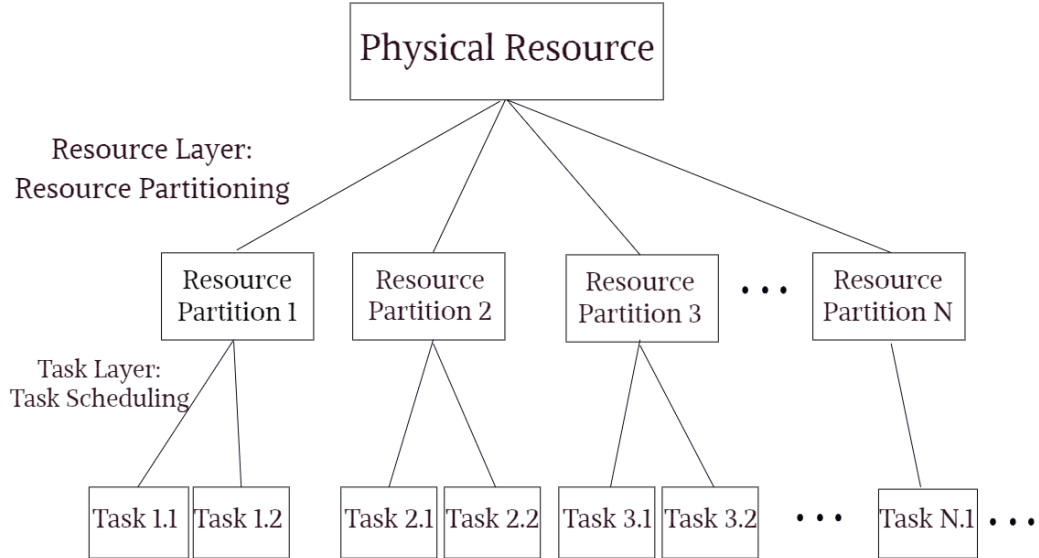 Physical Resource
Resource Layer:
Resource Partitioning
Resource
Partition 1
Resource
Partition 2
Resource
Partition 3
• • •
Resource
Partition N
Task Layer:
Task Scheduling
Task 1.1
Task 1.2
Task 2.1
Task 2.2
Task 3.1
Task 3.2
• • •
Task N.1
• • •